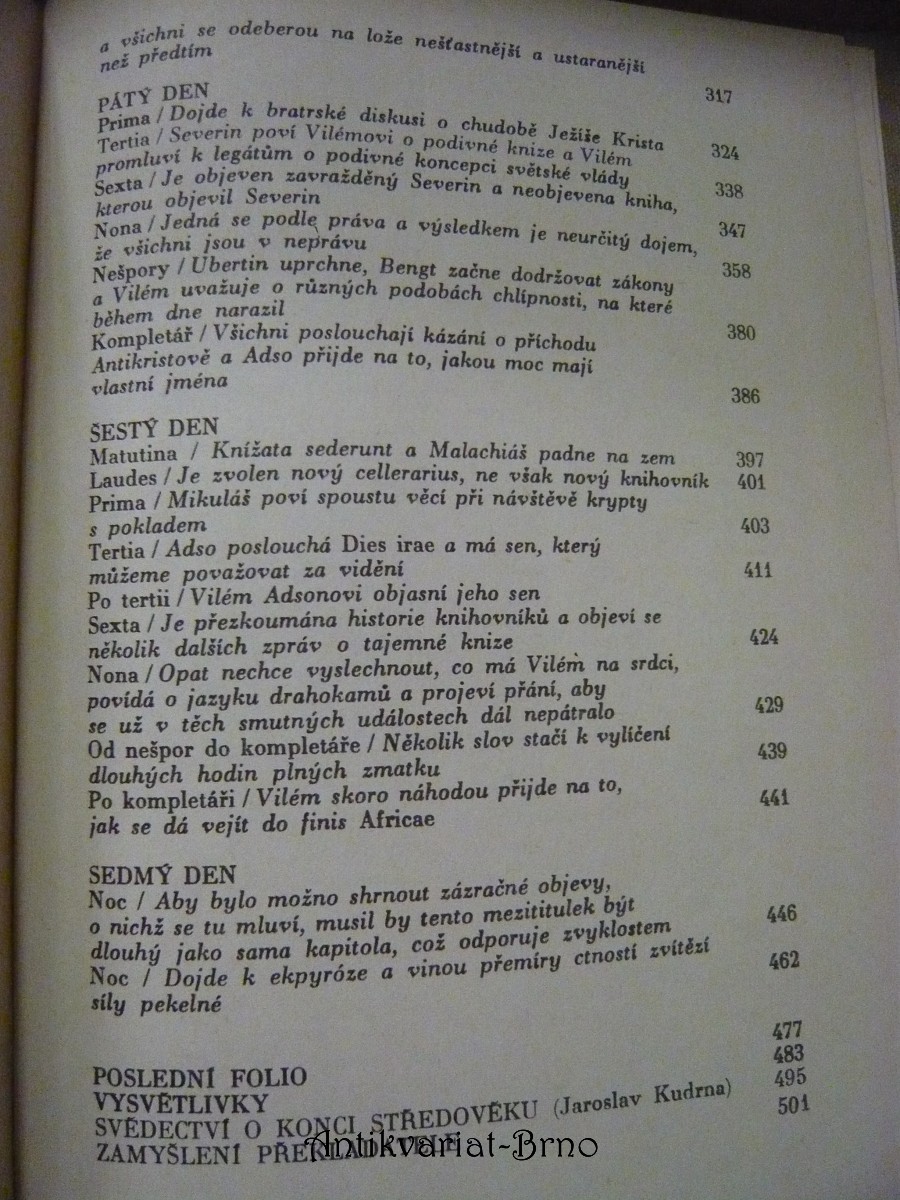 a všichni se odeberou na lože nešťastnější a ustaranější
než předtím 317
PÁTÝ DEN
Prima / Dojde k bratrské diskusi o chudobě Ježíše Krista 324
Tertia / Severin poví Vilémovi o podivné knize a Vilém
promluví k legátům o podivné koncepci světské vlády 338
Sexta / Je objeven zavražděný Severin a neobjevena kniha,
kterou objevil Severin 347
Nona / Jedná se podle práva a výsledkem je neurčitý dojem,
že všichni jsou v neprávu 358
Nešpory / Ubertin uprchne, Bengt začne dodržovat zákony
a Vilém uvažuje o různých podobách chlípnosti, na které
během dne narazil 380
Kompletář / Všichni poslouchají kázání o příchodu
Antikristově a Adso přijde na to, jakou moc mají
vlastní jména 386
ŠESTÝ DEN
Matutina / Knížata sederunt a Malachiáš padne na zem 397
Laudes / Je zvolen nový cellerarius, ne však nový knihovník 401
Prima / Mikuláš poví spoustu věcí při návštěvě krypty
s pokladem 403
Tertia / Adso poslouchá Dies irae a má sen, který
můžeme považovat za vidění 411
Po tertii / Vilém Adsonovi objasní jeho sen
Sexta / Je přezkoumána historie knihovníků a objeví se
několik dalších zpráv o tajemné knize 424
Nona / Opat nechce vyslechnout, co má Vilém na srdci,
povídá o jazyku drahokamů a projeví přání, aby
se už v těch smutných událostech dál nepátralo 429
Od nešpor do kompletáře / Několik slov stačí k vylíčení
dlouhých hodin plných zmatku 439
Po kompletáři / Vilém skoro náhodou přijde na to,
jak se dá vejít do finis Africae 441
SEDMÝ DEN
Noc / Aby bylo možno shrnout zázračné objevy,
o nichž se tu mluví, musil by tento mezititulek být
dlouhý jako sama kapitola, což odporuje zvyklostem 446
Noc / Dojde k ekpyróze a vinou přemíry ctností zvítězí
síly pekelné 462
POSLEDNÍ FOLIO 477
VYSVĚTLIVKY 483
SVĚDECTVÍ O KONCI STŘEDOVĚKU (Jaroslav Kudrna) 495
ZAMYŠLENÍ PŘEKLADATELE 501
Antikvariat-Brno